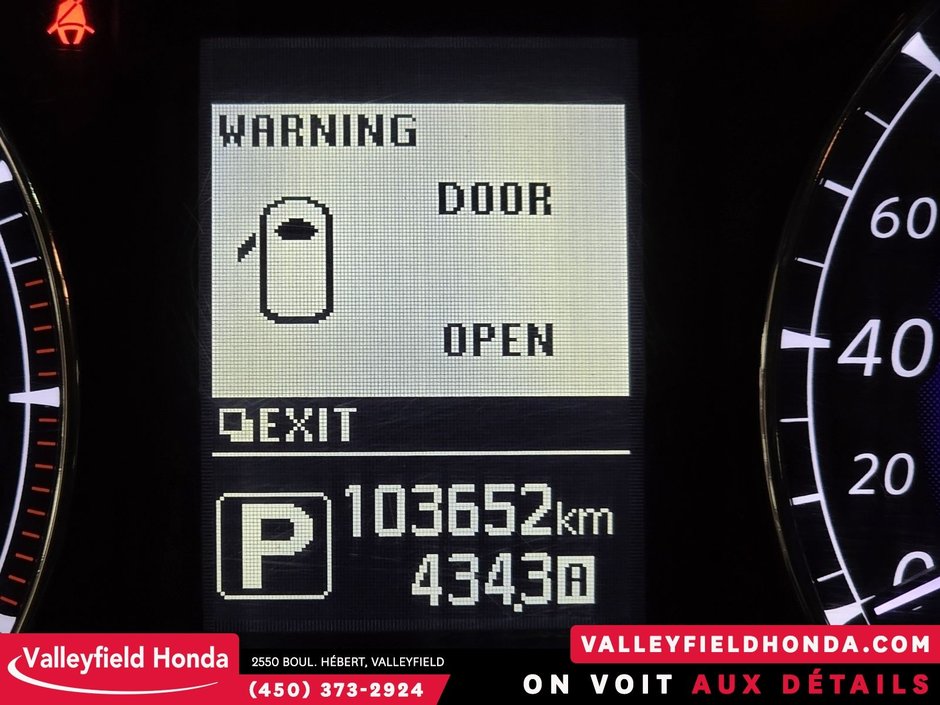 WARNING
DOOR
OPEN
EXIT
P
103652km
434.3 A
60
40
20
0
Valleyfield Honda
2550 BOUL. HÉBERT, VALLEYFIELD
(450) 373-2924
VALLEYFIELDHONDA.COM
ON VOIT AUX DÉTAILS